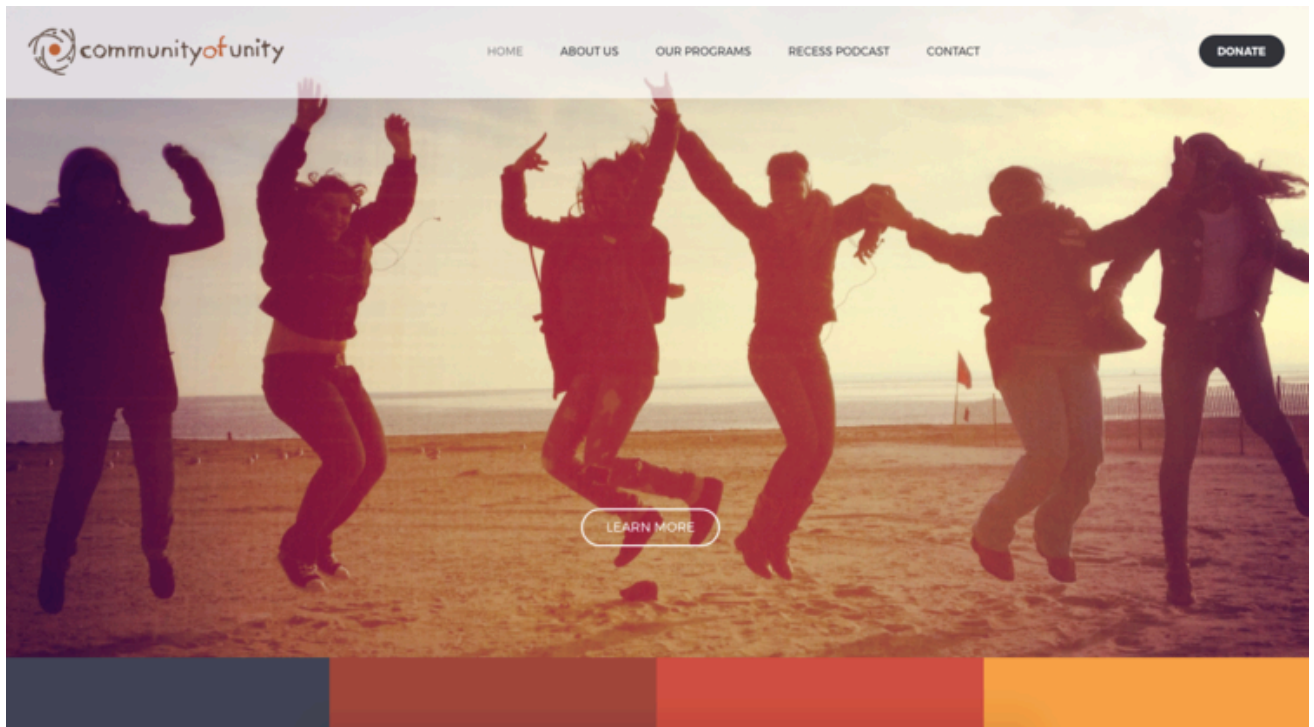 communityofunity
HOME ABOUT US OUR PROGRAMS RECESS PODCAST CONTACT DONATE
LEARN MORE